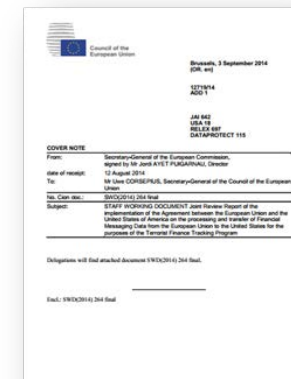 Council of the
European Union
Brussels, 3 September 2014
(OR. en)
12719/14
ADD 1
JAI 642
USA 18
RELEX 697
DATAPROTECT 115
COVER NOTE
From: Secretary-General of the European Commission,
signed by Mr Jordi AYET PUIGARNAU, Director
date of receipt: 12 August 2014
To: Mr Uwe CORSEPIUS, Secretary-General of the Council of the European
Union
No. Cion doc.: SWD(2014) 264 final
Subject: STAFF WORKING DOCUMENT Joint Review Report of the
implementation of the Agreement between the European Union and the
United States of America on the processing and transfer of Financial
Messaging Data from the European Union to the United States for the
purposes of the Terrorist Finance Tracking Program
Delegations will find attached document SWD(2014) 264 final.
Encl.: SWD(2014) 264 final